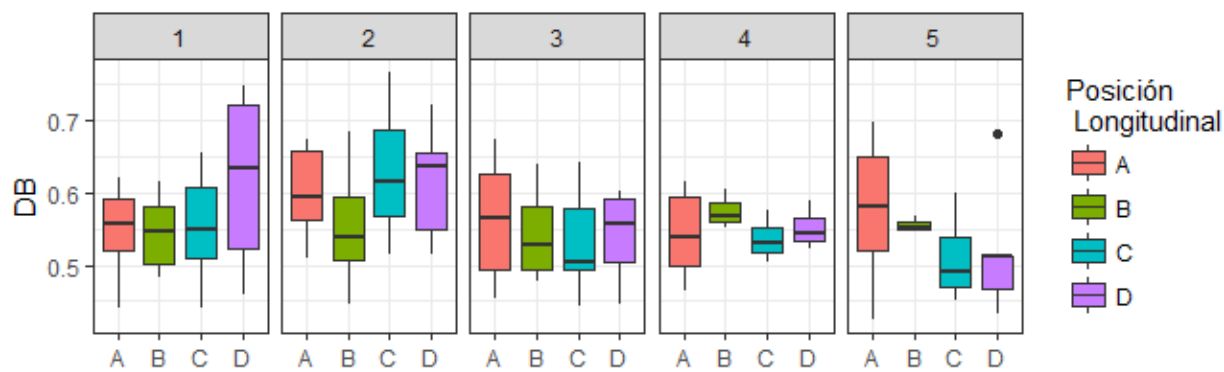 1 2 3 4 5
DB
0.7
0.6
0.5
A B C D A B C D A B C D A B C D A B C D
Posición
Longitudinal
A
B
C
D